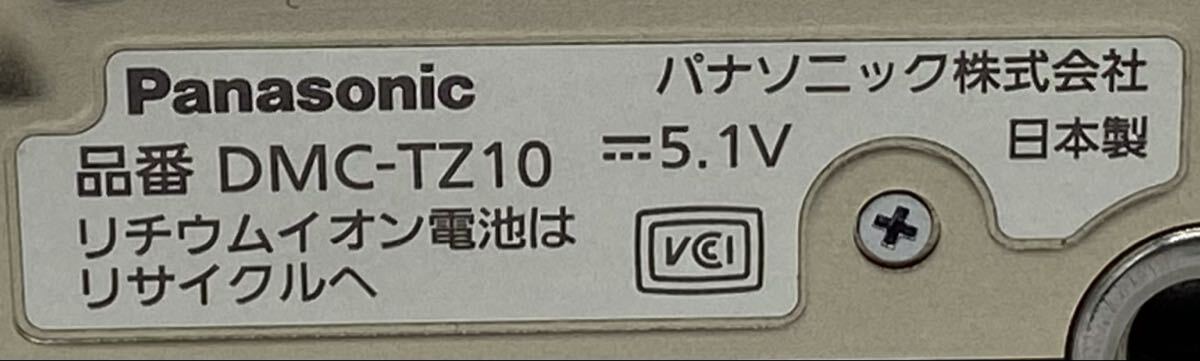 Panasonic パナソニック株式会社
品番 DMC-TZ10 ⎓5.1V 日本製
リチウムイオン電池は
リサイクルへ
VCCI